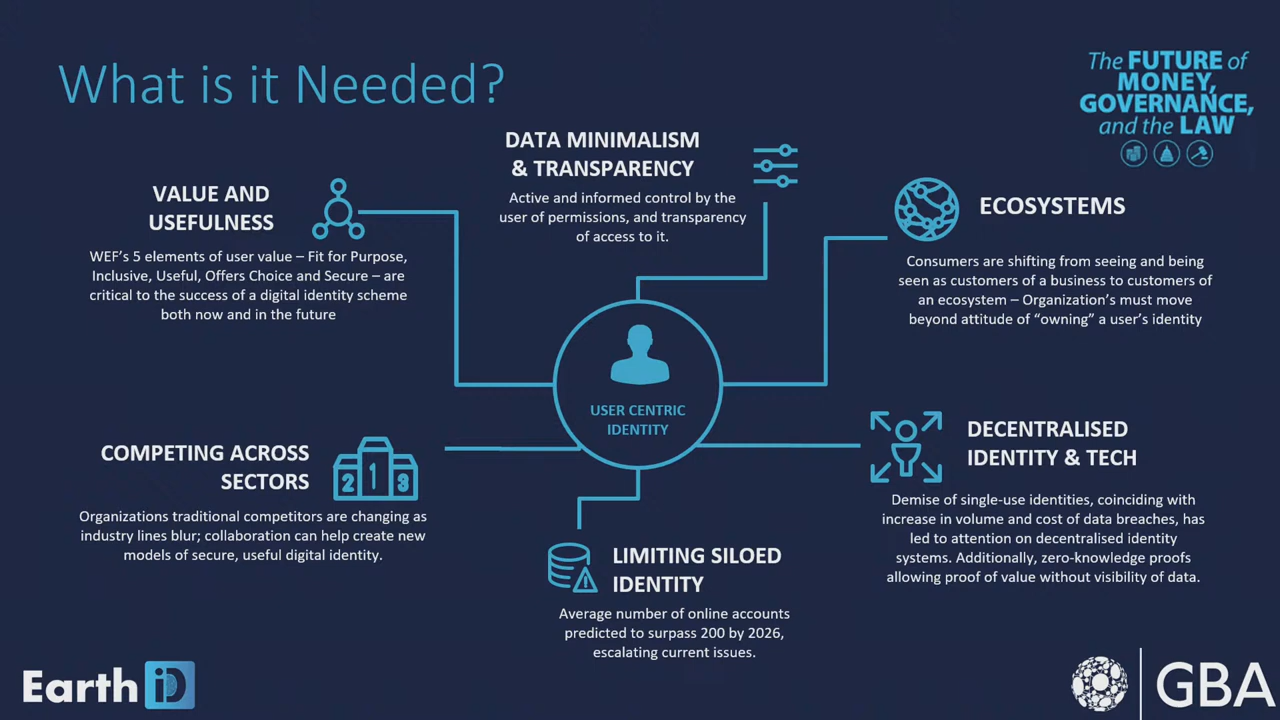 What is it Needed?
The FUTURE of
MONEY,
GOVERNANCE,
and the LAW
DATA MINIMALISM
& TRANSPARENCY
Active and informed control by the
user of permissions, and transparency
of access to it.
VALUE AND
USEFULNESS
WEF's 5 elements of user value – Fit for Purpose,
Inclusive, Useful, Offers Choice and Secure – are
critical to the success of a digital identity scheme
both now and in the future
ECOSYSTEMS
Consumers are shifting from seeing and being
seen as customers of a business to customers of
an ecosystem – Organization's must move
beyond attitude of “owning” a user's identity
USER CENTRIC
IDENTITY
COMPETING ACROSS
SECTORS
2 1 3
Organizations traditional competitors are changing as
industry lines blur; collaboration can help create new
models of secure, useful digital identity.
DECENTRALISED
IDENTITY & TECH
Demise of single-use identities, coinciding with
increase in volume and cost of data breaches, has
led to attention on decentralised identity
systems. Additionally, zero-knowledge proofs
allowing proof of value without visibility of data.
LIMITING SILOED
IDENTITY
Average number of online accounts
predicted to surpass 200 by 2026,
escalating current issues.
Earth iD
GBA